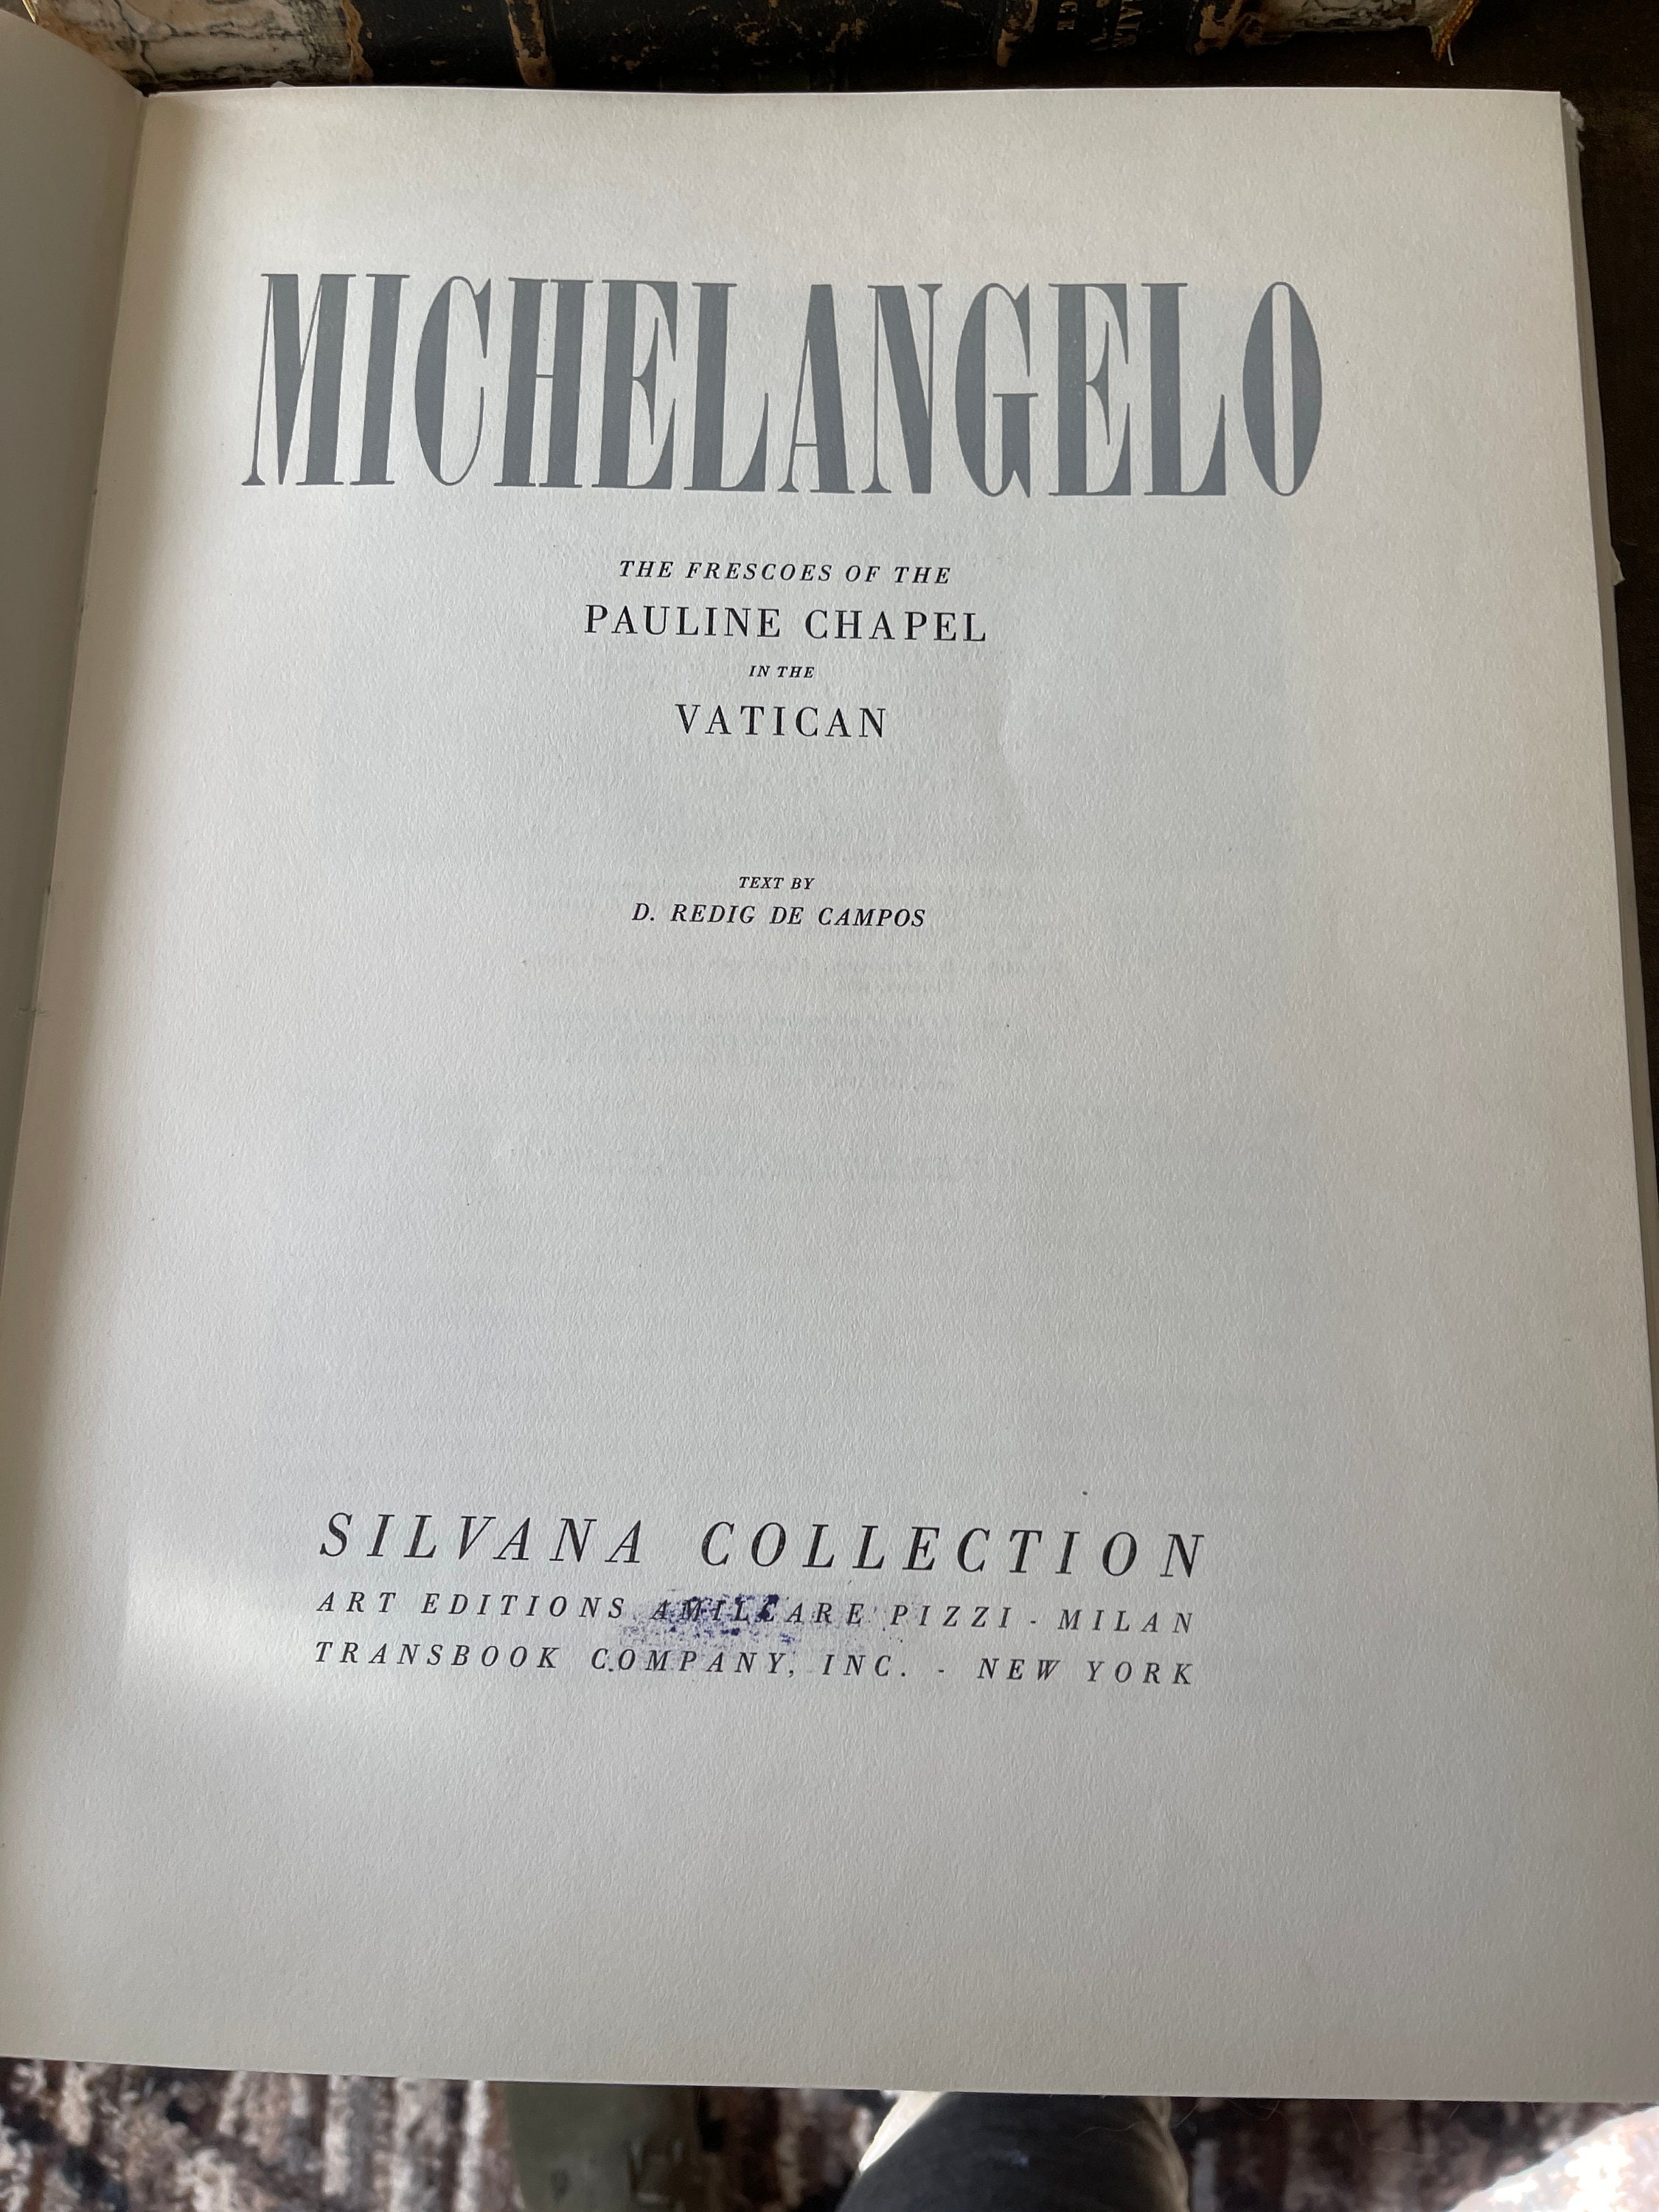 MICHELANGELO
THE FRESCOES OF THE
PAULINE CHAPEL
IN THE
VATICAN
TEXT BY
D. REDIG DE CAMPOS
SILVANA COLLECTION
ART EDITIONS AMILCARE PIZZI - MILAN
TRANSBOOK COMPANY, INC. - NEW YORK